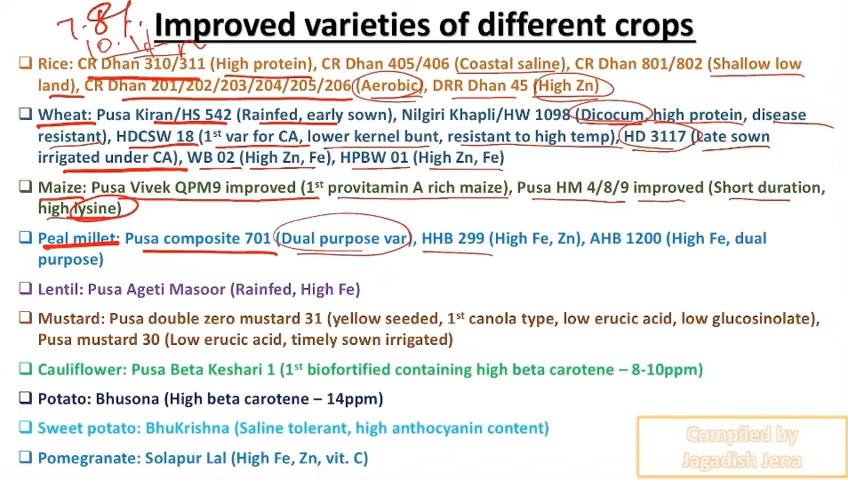 Improved varieties of different crops
Rice: CR Dhan 310/311 (High protein), CR Dhan 405/406 (Coastal saline), CR Dhan 801/802 (Shallow low
land), CR Dhan 201/202/203/204/205/206 (Aerobic), DRR Dhan 45 (High Zn)
Wheat: Pusa Kiran/HS 542 (Rainfed, early sown), Nilgiri Khapli/HW 1098 (Dicocum, high protein, disease
resistant), HDCSW 18 (1st var for CA, lower kernel bunt, resistant to high temp), HD 3117 (Late sown
irrigated under CA), WB 02 (High Zn, Fe), HPBW 01 (High Zn, Fe)
Maize: Pusa Vivek QPM9 improved (1st provitamin A rich maize), Pusa HM 4/8/9 improved (Short duration,
high lysine)
Peal millet: Pusa composite 701 (Dual purpose var), HHB 299 (High Fe, Zn), AHB 1200 (High Fe, dual
purpose)
Lentil: Pusa Ageti Masoor (Rainfed, High Fe)
Mustard: Pusa double zero mustard 31 (yellow seeded, 1st canola type, low erucic acid, low glucosinolate),
Pusa mustard 30 (Low erucic acid, timely sown irrigated)
Cauliflower: Pusa Beta Keshari 1 (1st biofortified containing high beta carotene – 8-10ppm)
Potato: Bhusona (High beta carotene – 14ppm)
Sweet potato: BhuKrishna (Saline tolerant, high anthocyanin content)
Pomegranate: Solapur Lal (High Fe, Zn, vit. C)
Compiled by
Jagadish Jena